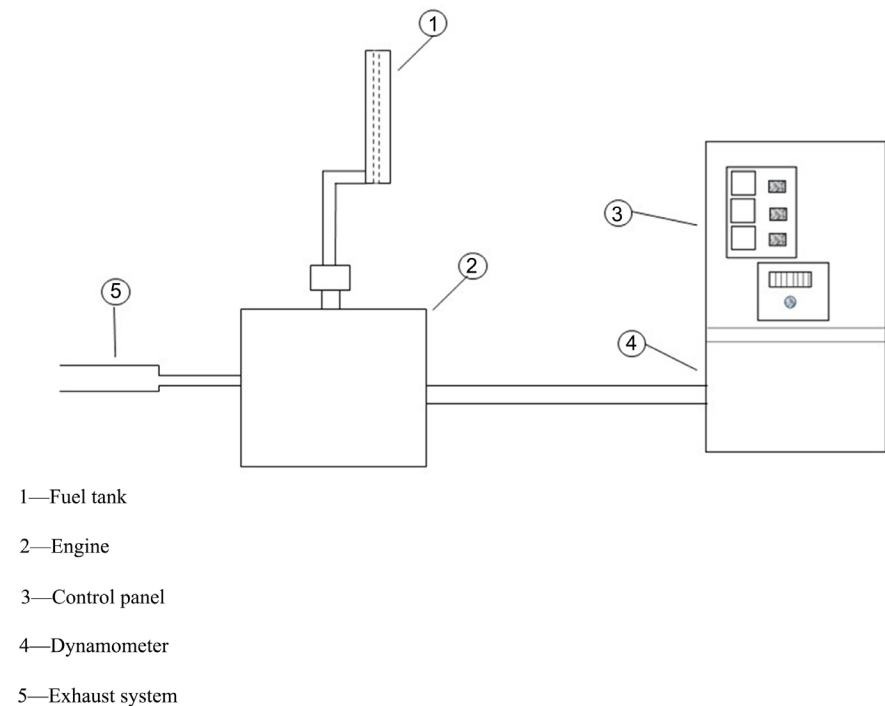 1
2
3
4
5
1—Fuel tank
2—Engine
3—Control panel
4—Dynamometer
5—Exhaust system